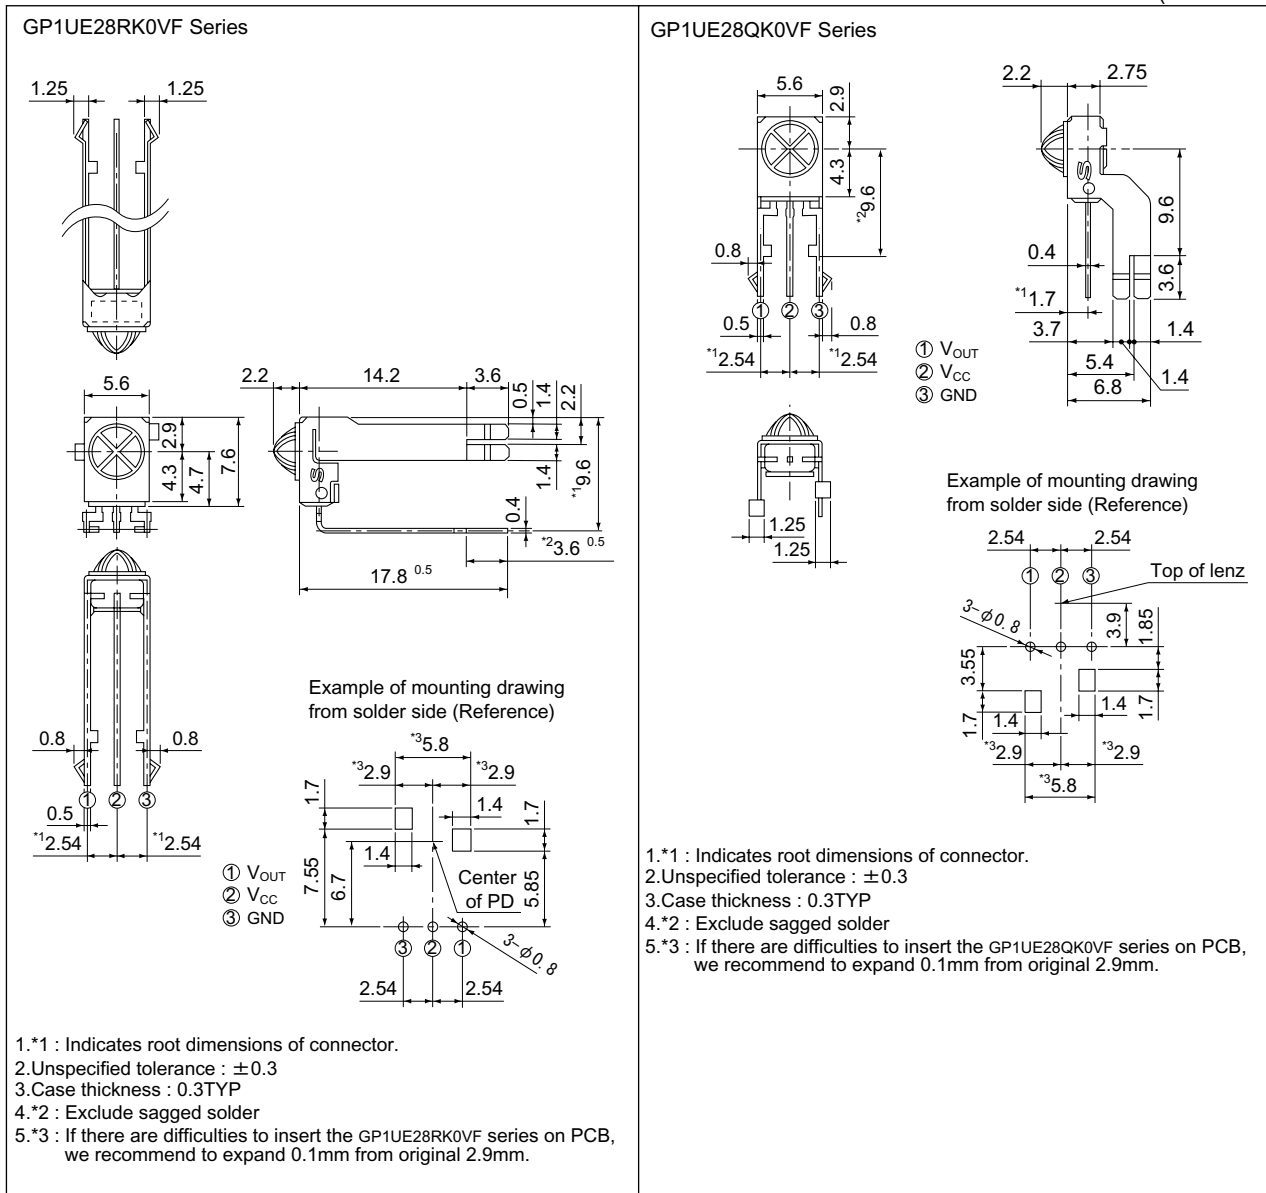 GP1UE28RK0VF Series
1.25
1.25
5.6
2.9
4.3
4.7
7.6
2.2
14.2
3.6
0.5
1.4
2.2
1.4
*19.6
0.4
*23.6 0.5
17.8 0.5
0.8
0.8
① ② ③
0.5
*12.54
*12.54
① VOUT
② VCC
③ GND
Example of mounting drawing
from solder side (Reference)
*35.8
*32.9
*32.9
1.7
1.4
1.7
1.4
7.55
6.7
Center
of PD
5.85
③ ② ①
3-φ0.8
2.54
2.54
1.*1 : Indicates root dimensions of connector.
2.Unspecified tolerance : ±0.3
3.Case thickness : 0.3TYP
4.*2 : Exclude sagged solder
5.*3 : If there are difficulties to insert the GP1UE28RK0VF series on PCB,
we recommend to expand 0.1mm from original 2.9mm.
GP1UE28QK0VF Series
5.6
2.9
4.3
*29.6
0.8
① ② ③
0.5
0.8
*12.54
*12.54
2.2
2.75
9.6
0.4
3.6
*11.7
3.7
1.4
5.4
1.4
6.8
① VOUT
② VCC
③ GND
1.25
1.25
Example of mounting drawing
from solder side (Reference)
2.54
2.54
① ② ③
Top of lenz
3-φ0.8
3.9
1.85
3.55
1.7
1.4
1.4
1.7
*32.9
*32.9
*35.8
1.*1 : Indicates root dimensions of connector.
2.Unspecified tolerance : ±0.3
3.Case thickness : 0.3TYP
4.*2 : Exclude sagged solder
5.*3 : If there are difficulties to insert the GP1UE28QK0VF series on PCB,
we recommend to expand 0.1mm from original 2.9mm.